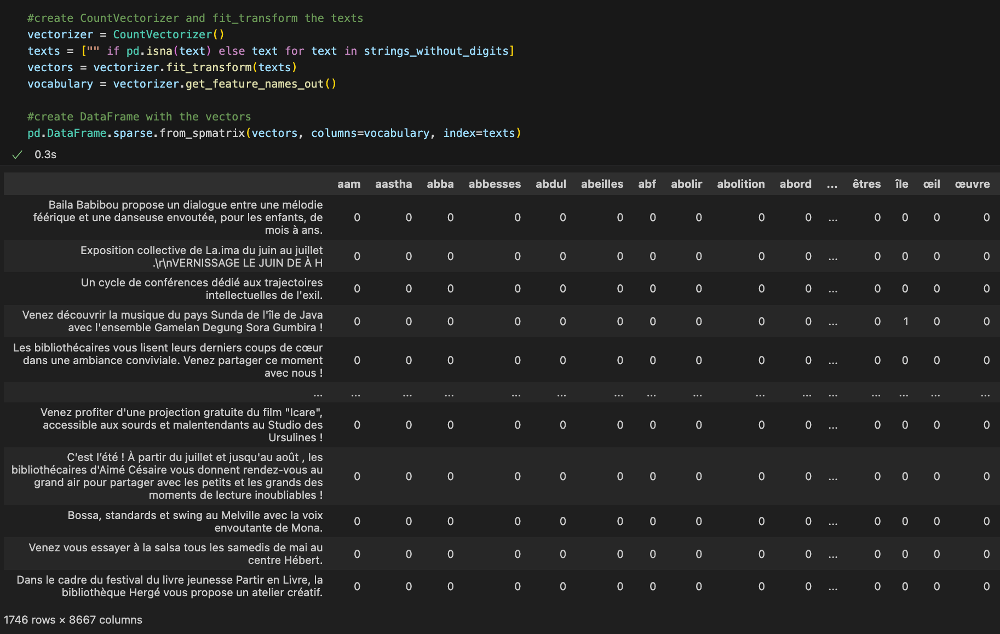 #create CountVectorizer and fit_transform the texts
vectorizer = CountVectorizer()
texts = ["" if pd.isna(text) else text for text in strings_without_digits]
vectors = vectorizer.fit_transform(texts)
vocabulary = vectorizer.get_feature_names_out()
#create DataFrame with the vectors
pd.DataFrame.sparse.from_spmatrix(vectors, columns=vocabulary, index=texts)
✓ 0.3s
aam aastha abba abbesses abdul abeilles abf abolir abolition abord ... êtres île œil œuvre
Baila Babibou propose un dialogue entre une mélodie
féérique et une danseuse envoutée, pour les enfants, de
mois à ans.
0 0 0 0 0 0 0 0 0 0 ... 0 0 0 0
Exposition collective de La.ima du juin au juillet
.\r\nVERNISSAGE LE JUIN DE À H
0 0 0 0 0 0 0 0 0 0 ... 0 0 0 0
Un cycle de conférences dédié aux trajectoires
intellectuelles de l'exil.
0 0 0 0 0 0 0 0 0 0 ... 0 0 0 0
Venez découvrir la musique du pays Sunda de l'île de Java
avec l'ensemble Gamelan Degung Sora Gumbira !
0 0 0 0 0 0 0 0 0 0 ... 0 1 0 0
Les bibliothécaires vous lisent leurs derniers coups de cœur
dans une ambiance conviviale. Venez partager ce moment
avec nous !
0 0 0 0 0 0 0 0 0 0 ... 0 0 0 0
... ... ... ... ... ... ... ... ... ... ... ... ... ... ... ...
Venez profiter d'une projection gratuite du film "Icare",
accessible aux sourds et malentendants au Studio des
Ursulines !
0 0 0 0 0 0 0 0 0 0 ... 0 0 0 0
C’est l’été ! À partir du juillet et jusqu'au août , les
bibliothécaires d'Aimé Césaire vous donnent rendez-vous au
grand air pour partager avec les petits et les grands des
moments de lecture inoubliables !
0 0 0 0 0 0 0 0 0 0 ... 0 0 0 0
Bossa, standards et swing au Melville avec la voix
envoutante de Mona.
0 0 0 0 0 0 0 0 0 0 ... 0 0 0 0
Venez vous essayer à la salsa tous les samedis de mai au
centre Hébert.
0 0 0 0 0 0 0 0 0 0 ... 0 0 0 0
Dans le cadre du festival du livre jeunesse Partir en Livre, la
bibliothèque Hergé vous propose un atelier créatif.
0 0 0 0 0 0 0 0 0 0 ... 0 0 0 0
1746 rows × 8667 columns